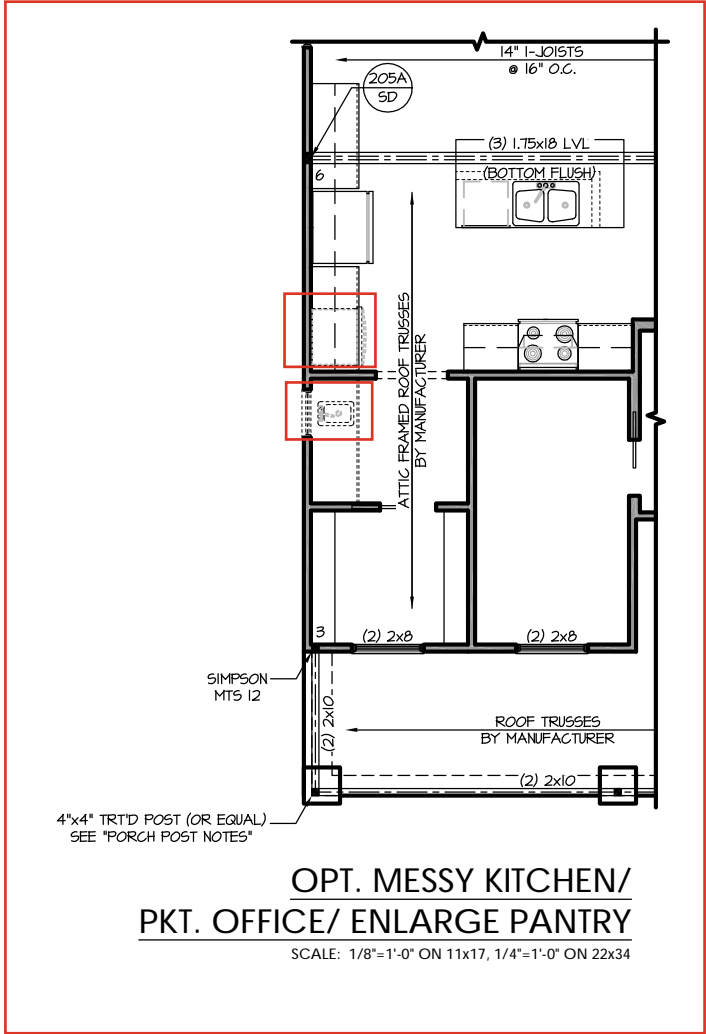 14" I-JOISTS
@ 16" O.C.
205A
SD
(3) 1.75x18 LVL
(BOTTOM FLUSH)
6
ATTIC FRAMED ROOF TRUSSES
BY MANUFACTURER
3
(2) 2x8
(2) 2x8
SIMPSON
MTS 12
(2) 2x10
ROOF TRUSSES
BY MANUFACTURER
(2) 2x10
4"x4" TRT'D POST (OR EQUAL)
SEE "PORCH POST NOTES"
OPT. MESSY KITCHEN/
PKT. OFFICE/ ENLARGE PANTRY
SCALE: 1/8"=1'-0" ON 11x17, 1/4"=1'-0" ON 22x34